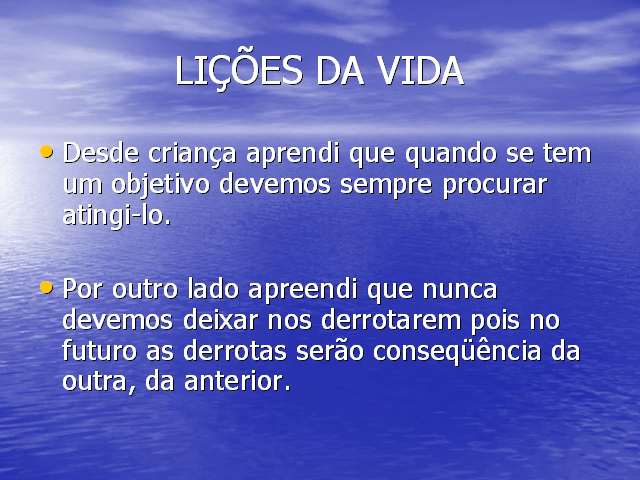 LIÇÕES DA VIDA
Desde criança aprendi que quando se tem
um objetivo devemos sempre procurar
atingi-lo.
Por outro lado apreendi que nunca
devemos deixar nos derrotarem pois no
futuro as derrotas serão conseqüência da
outra, da anterior.